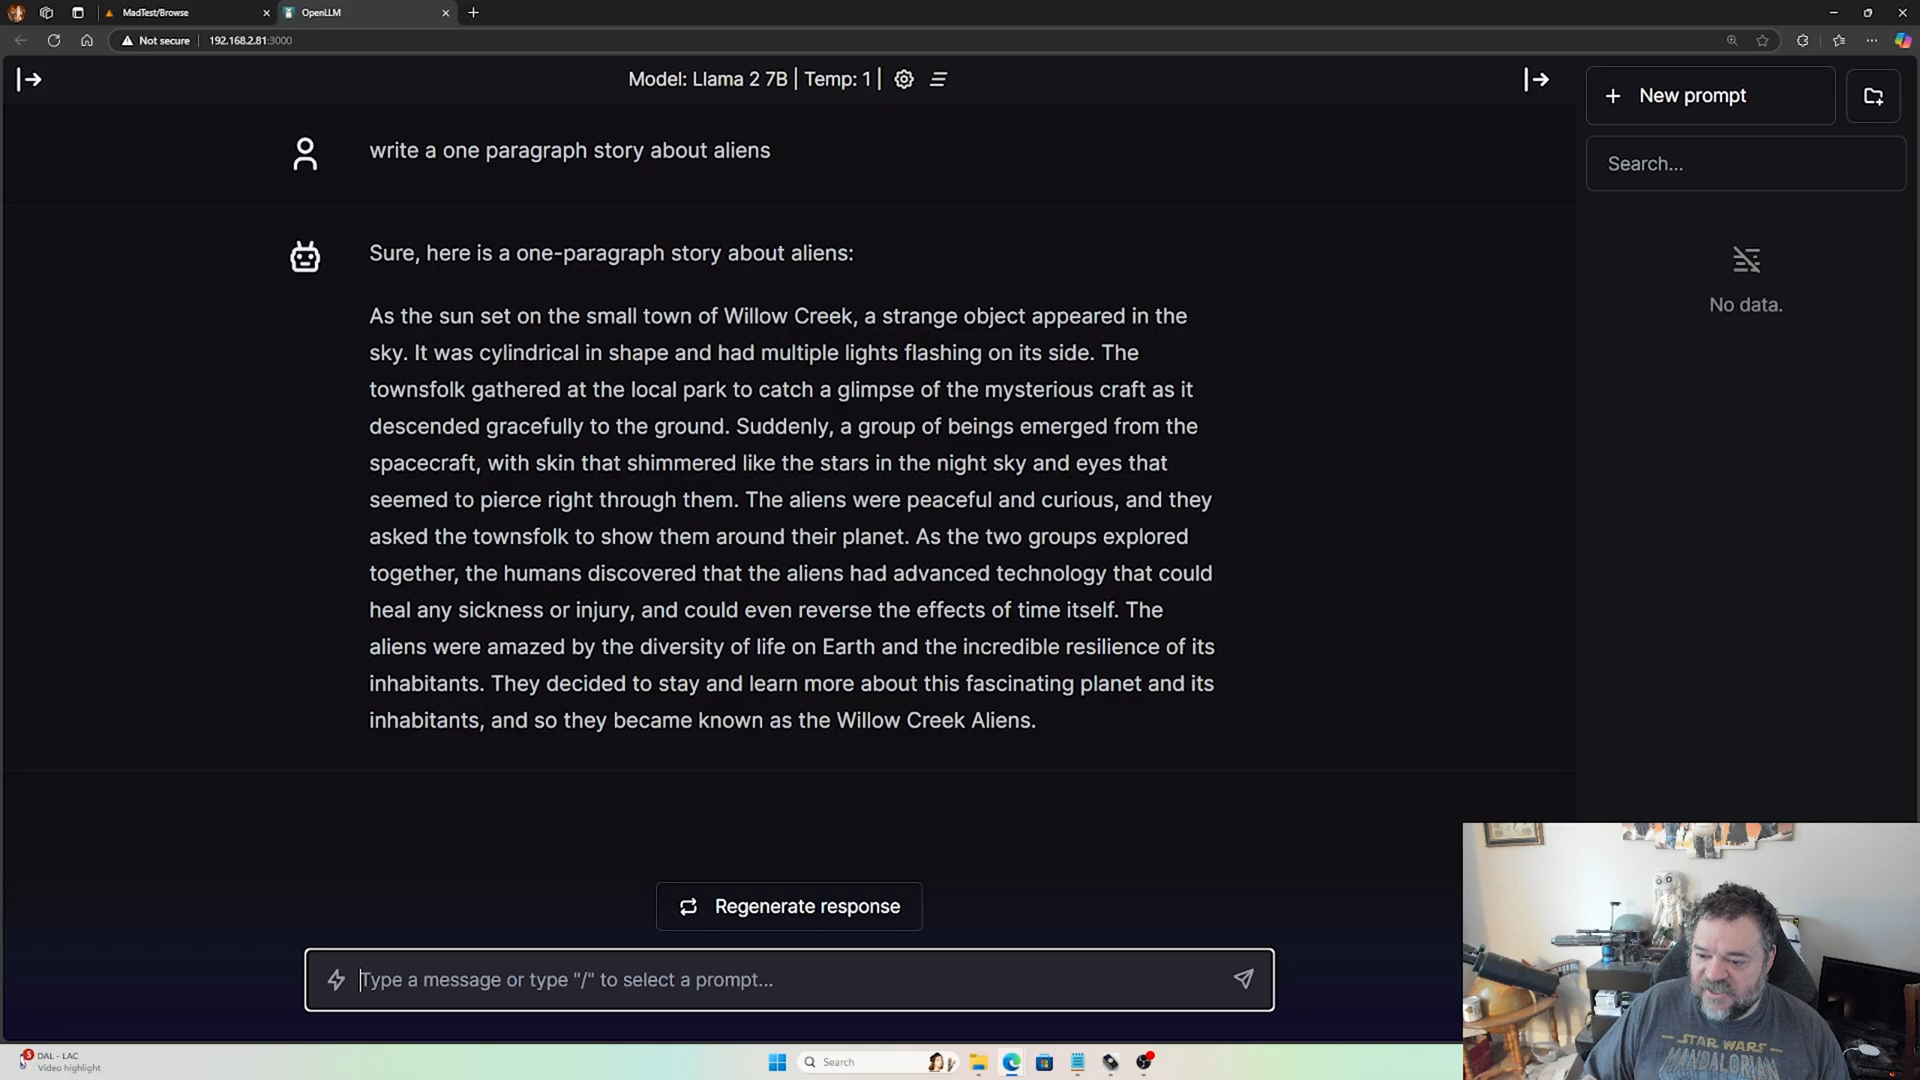 MadTest/Browse
OpenLLM
Not secure
192.168.2.81:3000
Model: Llama 2 7B | Temp: 1 |
New prompt
Search...
No data.
write a one paragraph story about aliens
Sure, here is a one-paragraph story about aliens:
As the sun set on the small town of Willow Creek, a strange object appeared in the
sky. It was cylindrical in shape and had multiple lights flashing on its side. The
townsfolk gathered at the local park to catch a glimpse of the mysterious craft as it
descended gracefully to the ground. Suddenly, a group of beings emerged from the
spacecraft, with skin that shimmered like the stars in the night sky and eyes that
seemed to pierce right through them. The aliens were peaceful and curious, and they
asked the townsfolk to show them around their planet. As the two groups explored
together, the humans discovered that the aliens had advanced technology that could
heal any sickness or injury, and could even reverse the effects of time itself. The
aliens were amazed by the diversity of life on Earth and the incredible resilience of its
inhabitants. They decided to stay and learn more about this fascinating planet and its
inhabitants, and so they became known as the Willow Creek Aliens.
Regenerate response
Type a message or type "/" to select a prompt...
STAR WARS
MANDALORIAN
5
DAL - LAC
Video highlight
Search